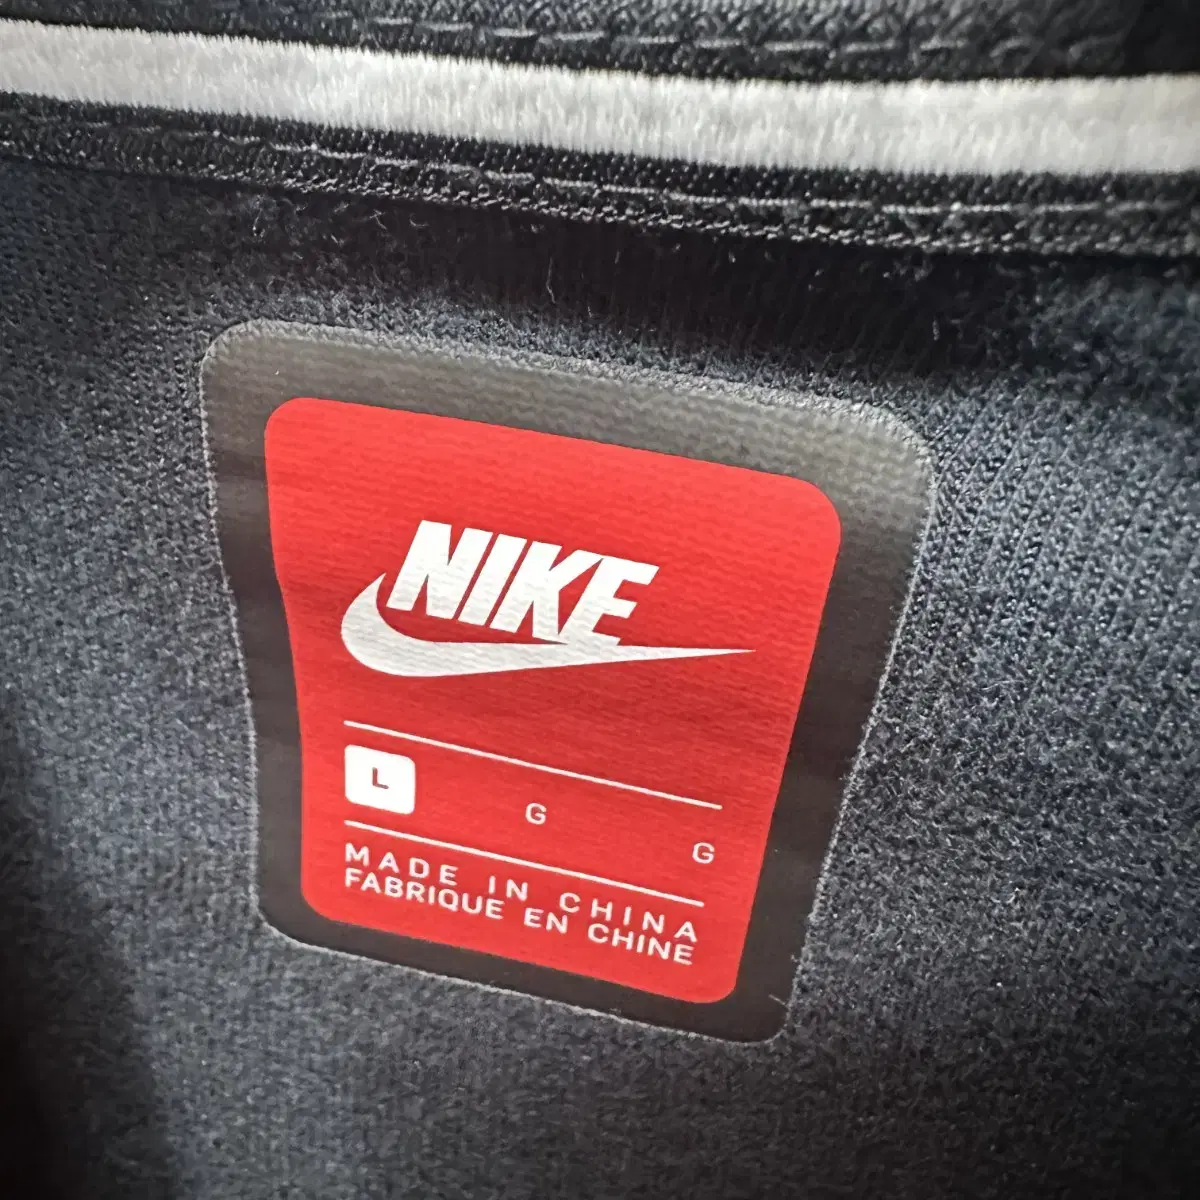 NIKE
L G G
MADE IN CHINA
FABRIQUE EN CHINE